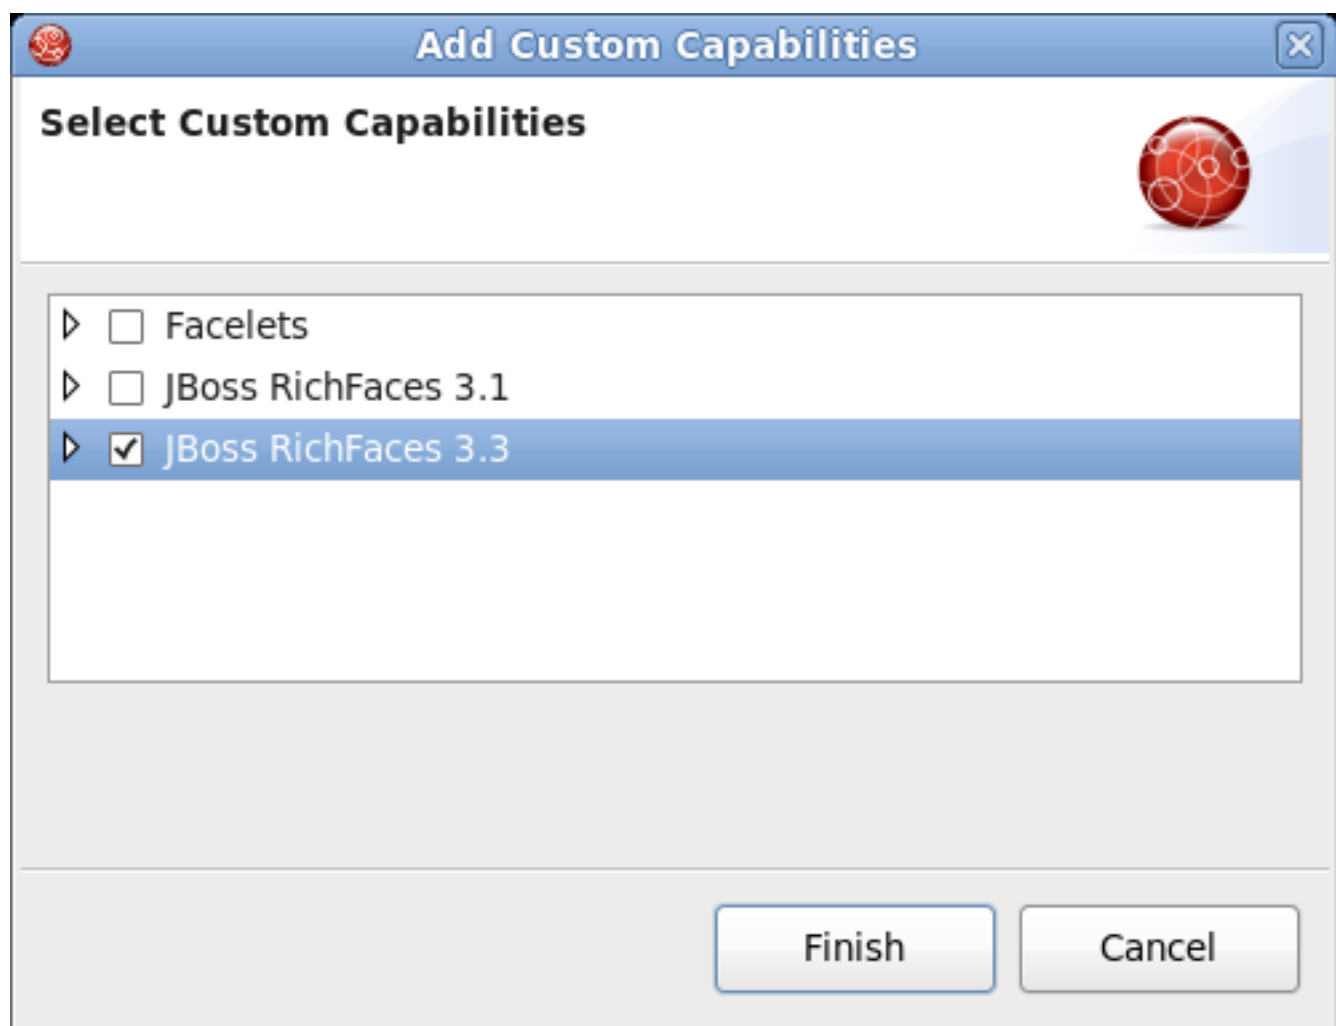 Add Custom Capabilities
Select Custom Capabilities
Facelets
JBoss RichFaces 3.1
JBoss RichFaces 3.3
Finish
Cancel